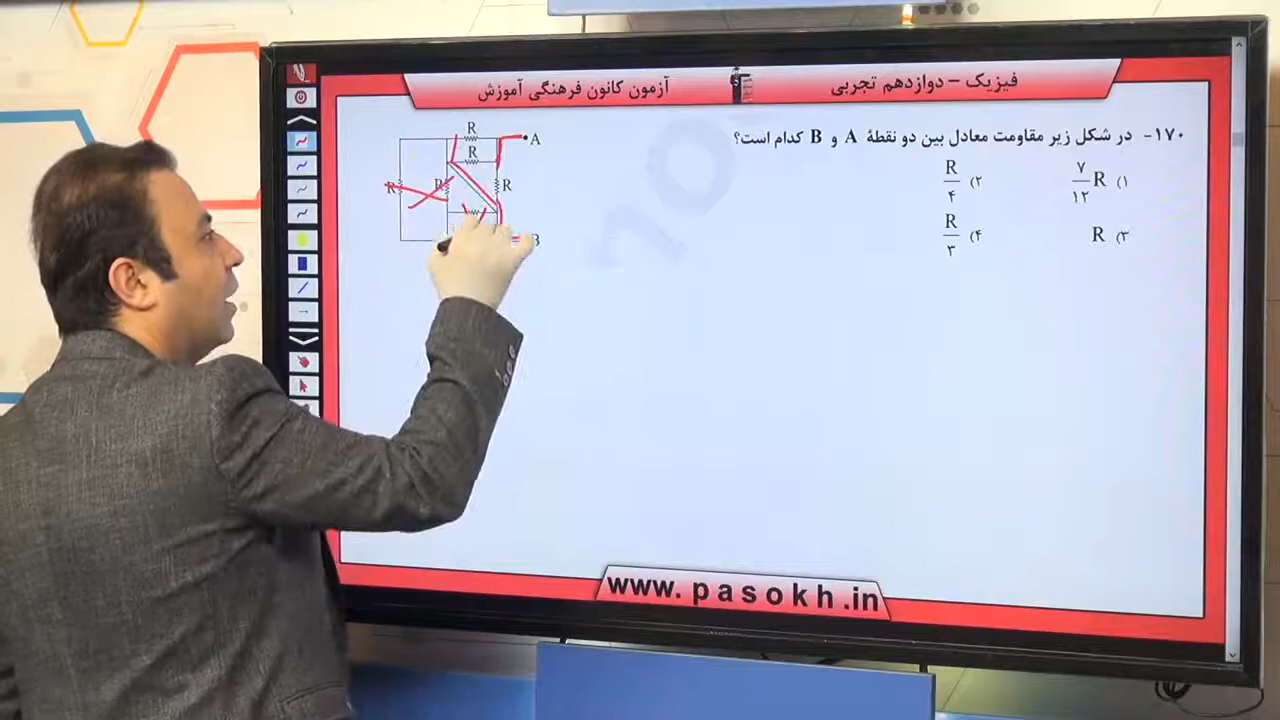 آزمون کانون فرهنگی آموزش
فیزیک – دوازدهم تجربی
۱۷۰- در شکل زیر مقاومت معادل بین دو نقطهٔ A و B کدام است؟
۱) ۷/۱۲ R
۲) R/۴
۳) R
۴) R/۳
R
A
R
R
R
R
B
www.pasokh.in